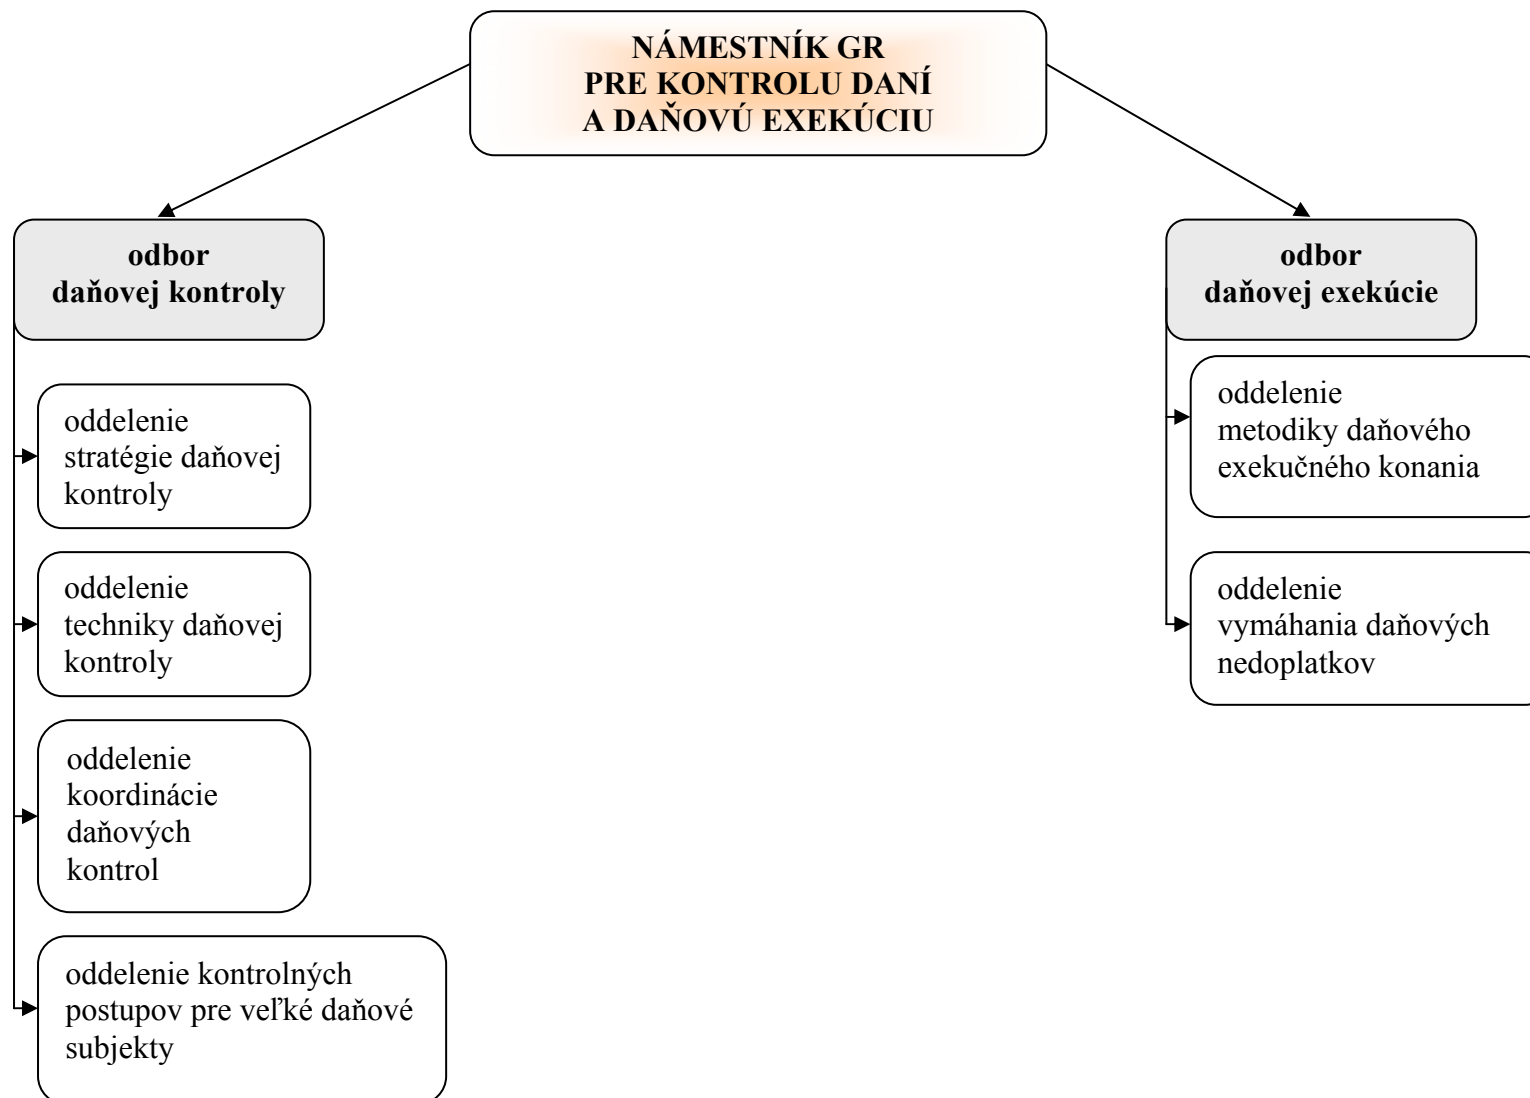 NÁMESTNÍK GR
PRE KONTROLU DANÍ
A DAŇOVÚ EXEKÚCIU
odbor
daňovej kontroly
oddelenie
stratégie daňovej
kontroly
oddelenie
techniky daňovej
kontroly
oddelenie
koordinácie
daňových
kontrol
oddelenie kontrolných
postupov pre veľké daňové
subjekty
odbor
daňovej exekúcie
oddelenie
metodiky daňového
exekučného konania
oddelenie
vymáhania daňových
nedoplatkov